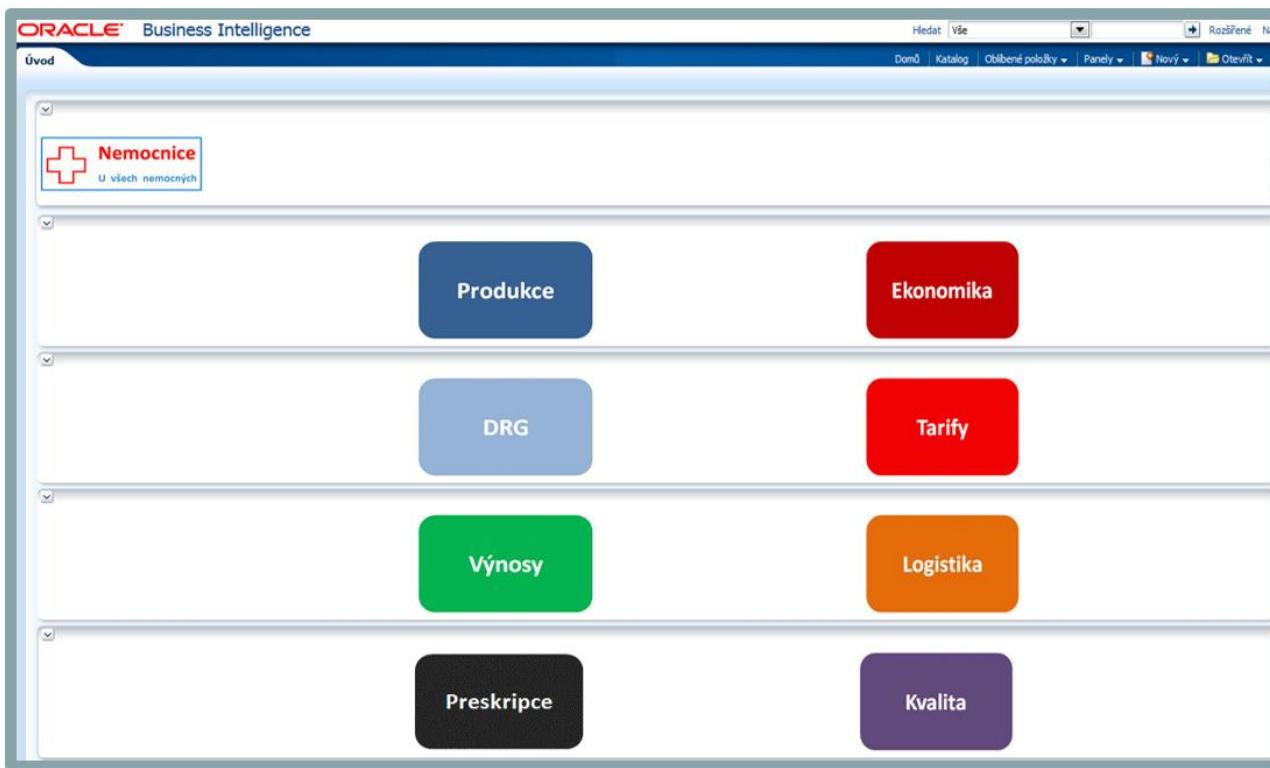 ORACLE Business Intelligence
Hledat Vše Rozšířené
Úvod
Domů Katalog Oblíbené položky Panely Nový Otevřít
Nemocnice
U všech nemocných
Produkce Ekonomika
DRG Tarify
Výnosy Logistika
Preskripce Kvalita